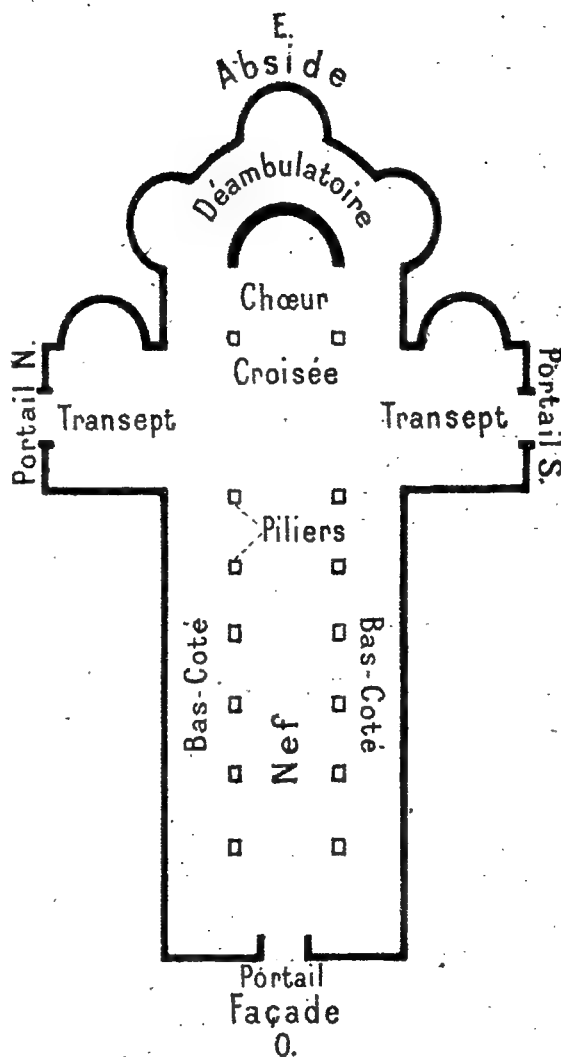 E.
Abside
Déambulatoire
Chœur
Croisée
Portail N.
Transept
Transept
Portail S.
Piliers
Bas-Coté
Bas-Coté
Nef
Portail
Façade
O.